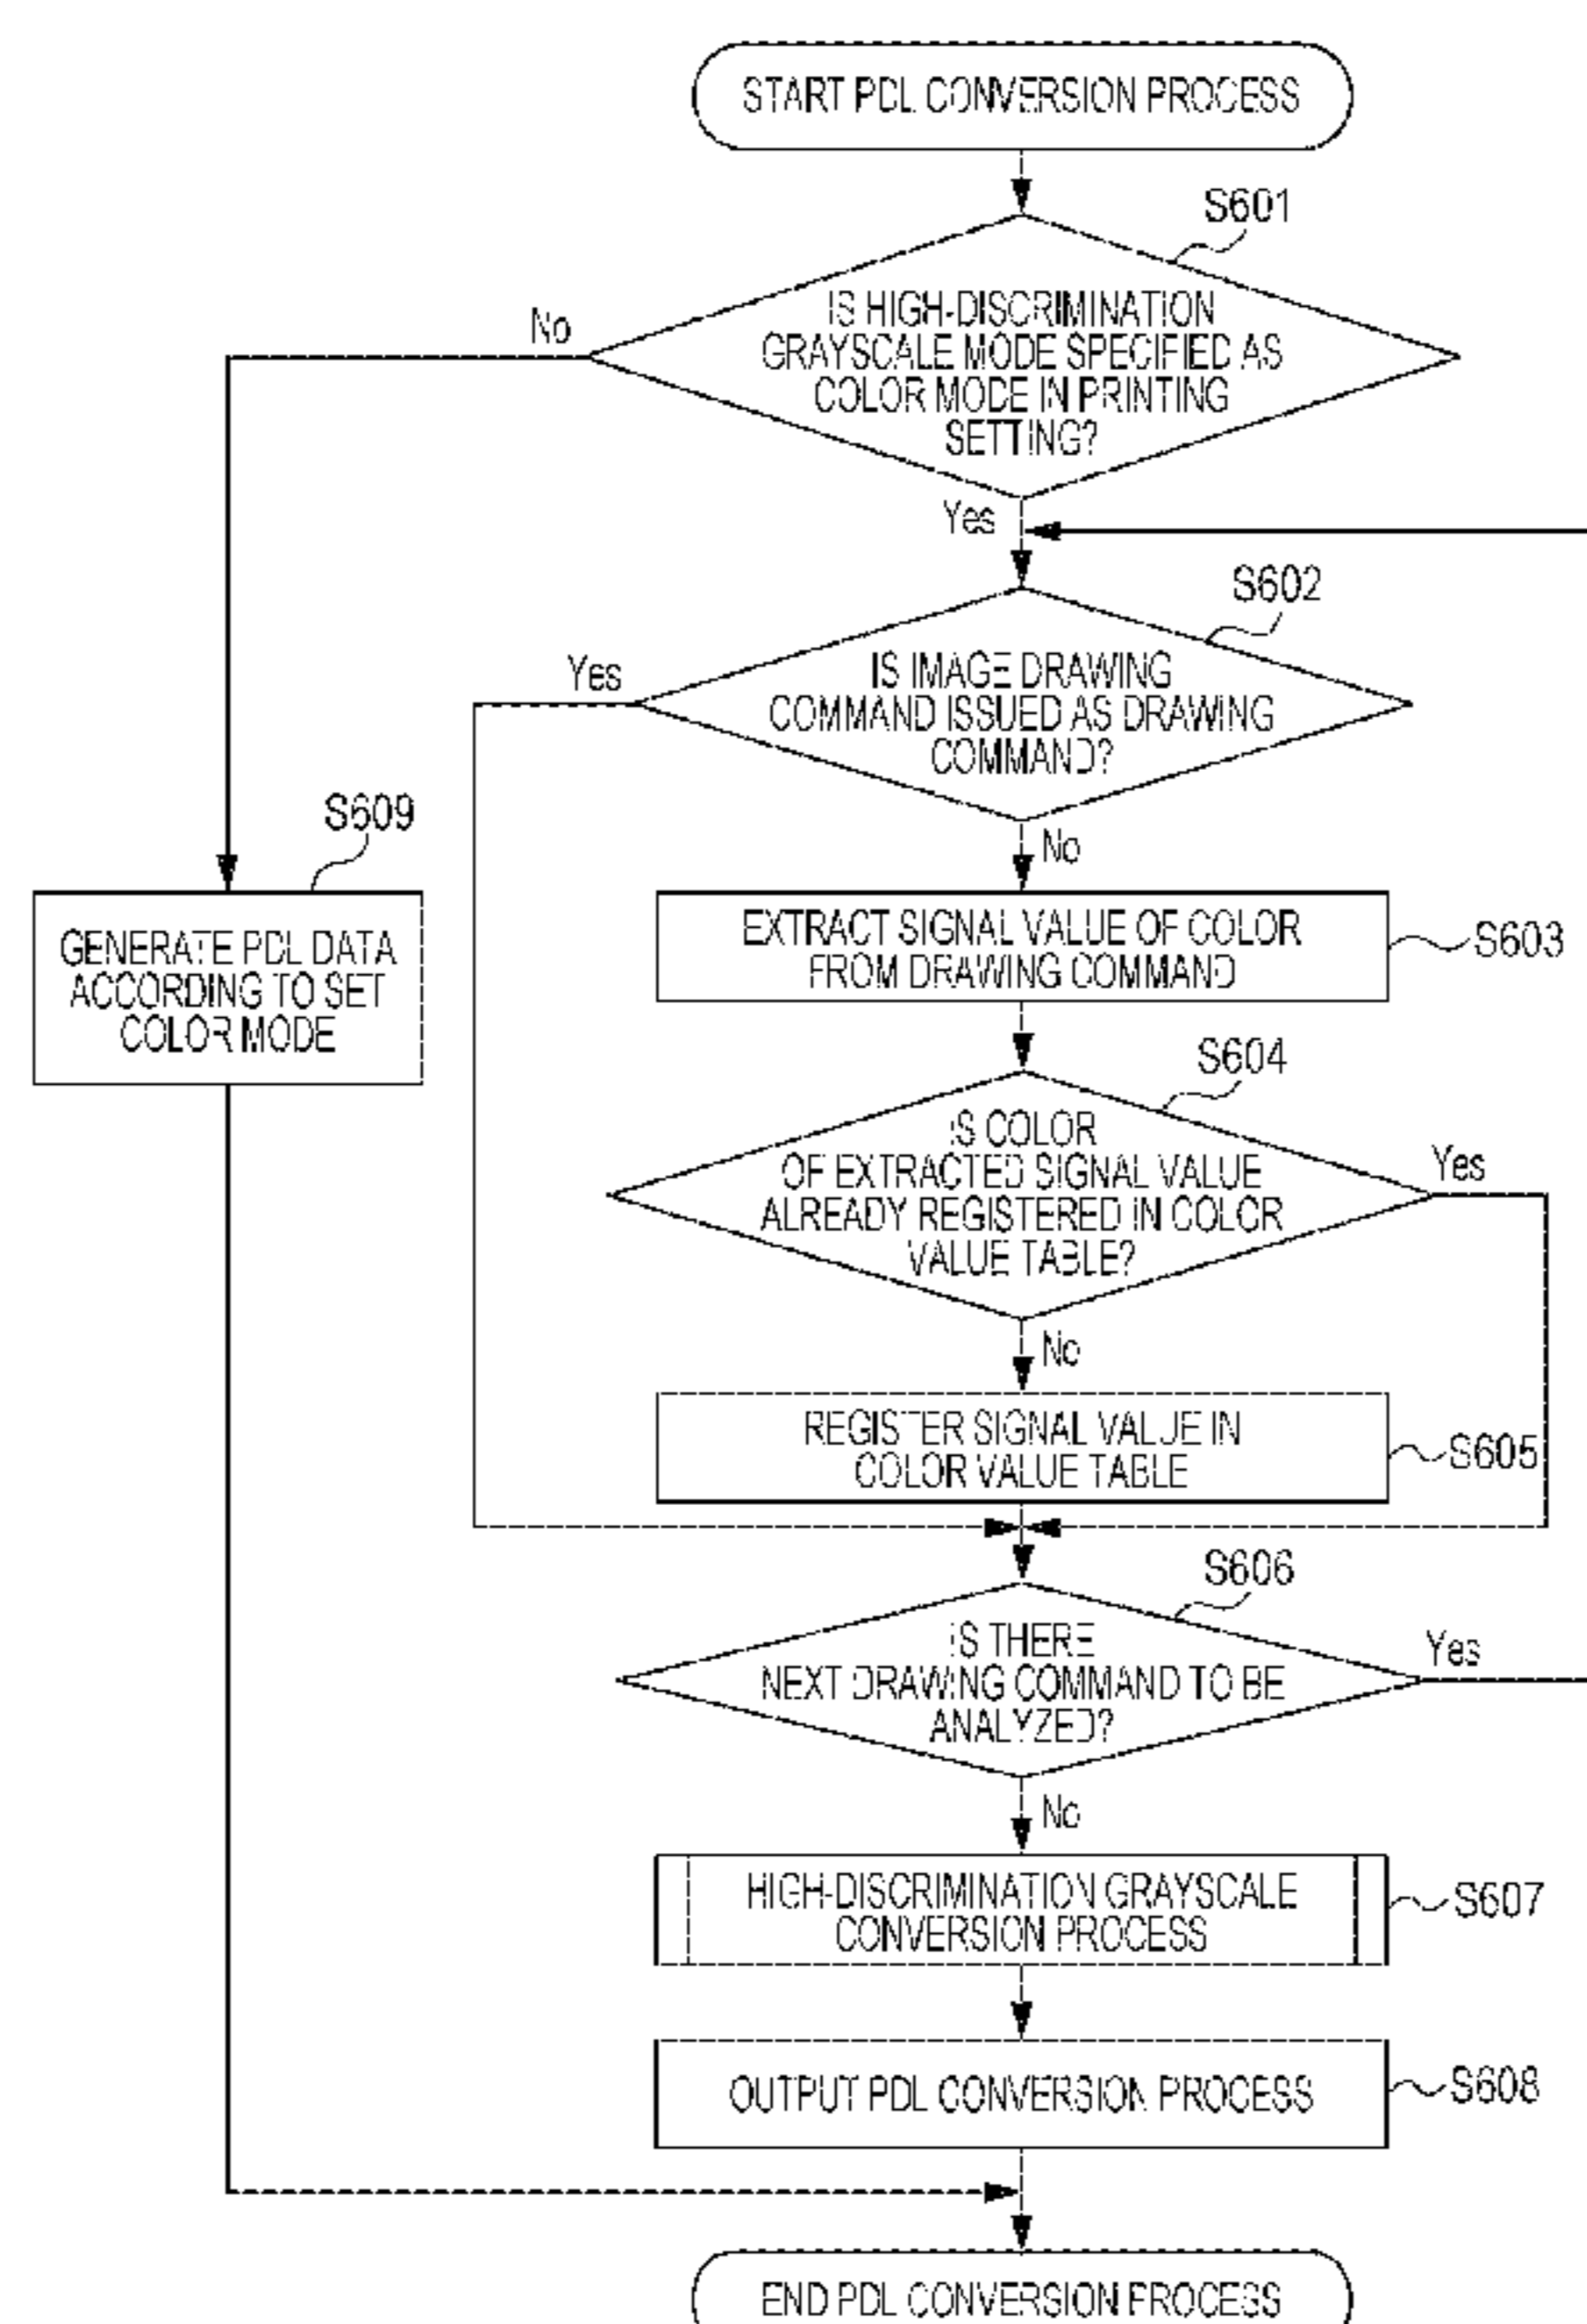 START PDL CONVERSION PROCESS
S601
IS HIGH-DISCRIMINATION
GRAYSCALE MODE SPECIFIED AS
COLOR MODE IN PRINTING
SETTING?
No
Yes
S602
IS IMAGE DRAWING
COMMAND ISSUED AS DRAWING
COMMAND?
Yes
No
S609
GENERATE PDL DATA
ACCORDING TO SET
COLOR MODE
EXTRACT SIGNAL VALUE OF COLOR
FROM DRAWING COMMAND
S603
S604
IS COLOR
OF EXTRACTED SIGNAL VALUE
ALREADY REGISTERED IN COLOR
VALUE TABLE?
Yes
No
REGISTER SIGNAL VALUE IN
COLOR VALUE TABLE
S605
S606
IS THERE
NEXT DRAWING COMMAND TO BE
ANALYZED?
Yes
No
HIGH-DISCRIMINATION GRAYSCALE
CONVERSION PROCESS
S607
OUTPUT PDL CONVERSION PROCESS
S608
END PDL CONVERSION PROCESS